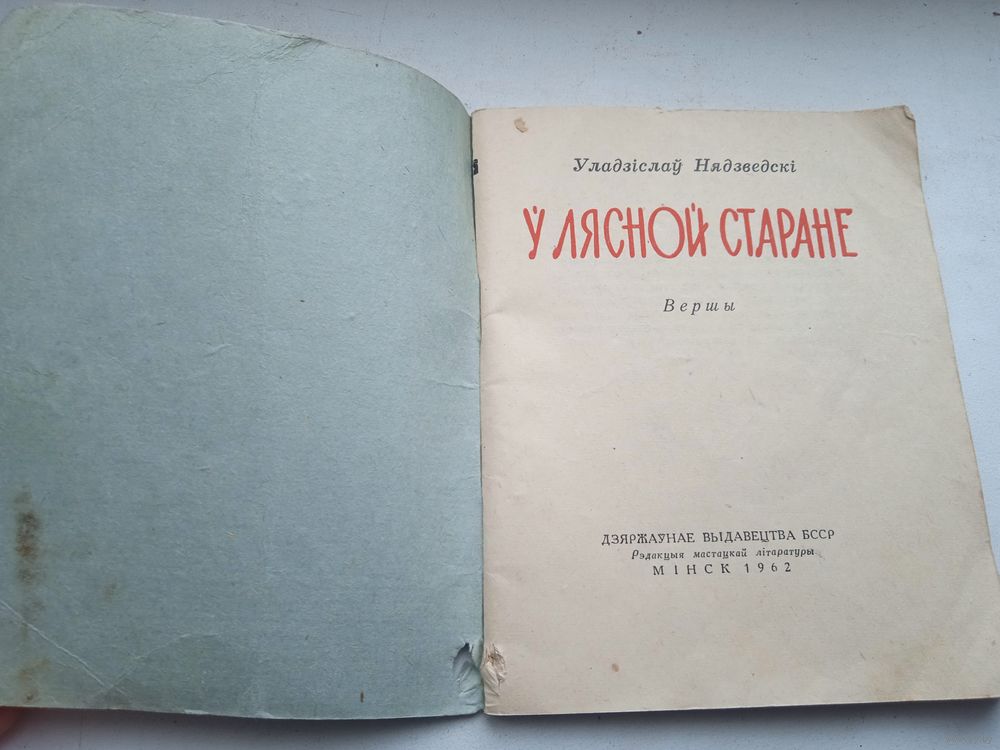 Уладзіслаў Нядзведскі
Ў ЛЯСНОЙ СТАРАНЕ
Вершы
ДЗЯРЖАЎНАЕ ВЫДАВЕЦТВА БССР
Рэдакцыя мастацкай літаратуры
МІНСК 1962